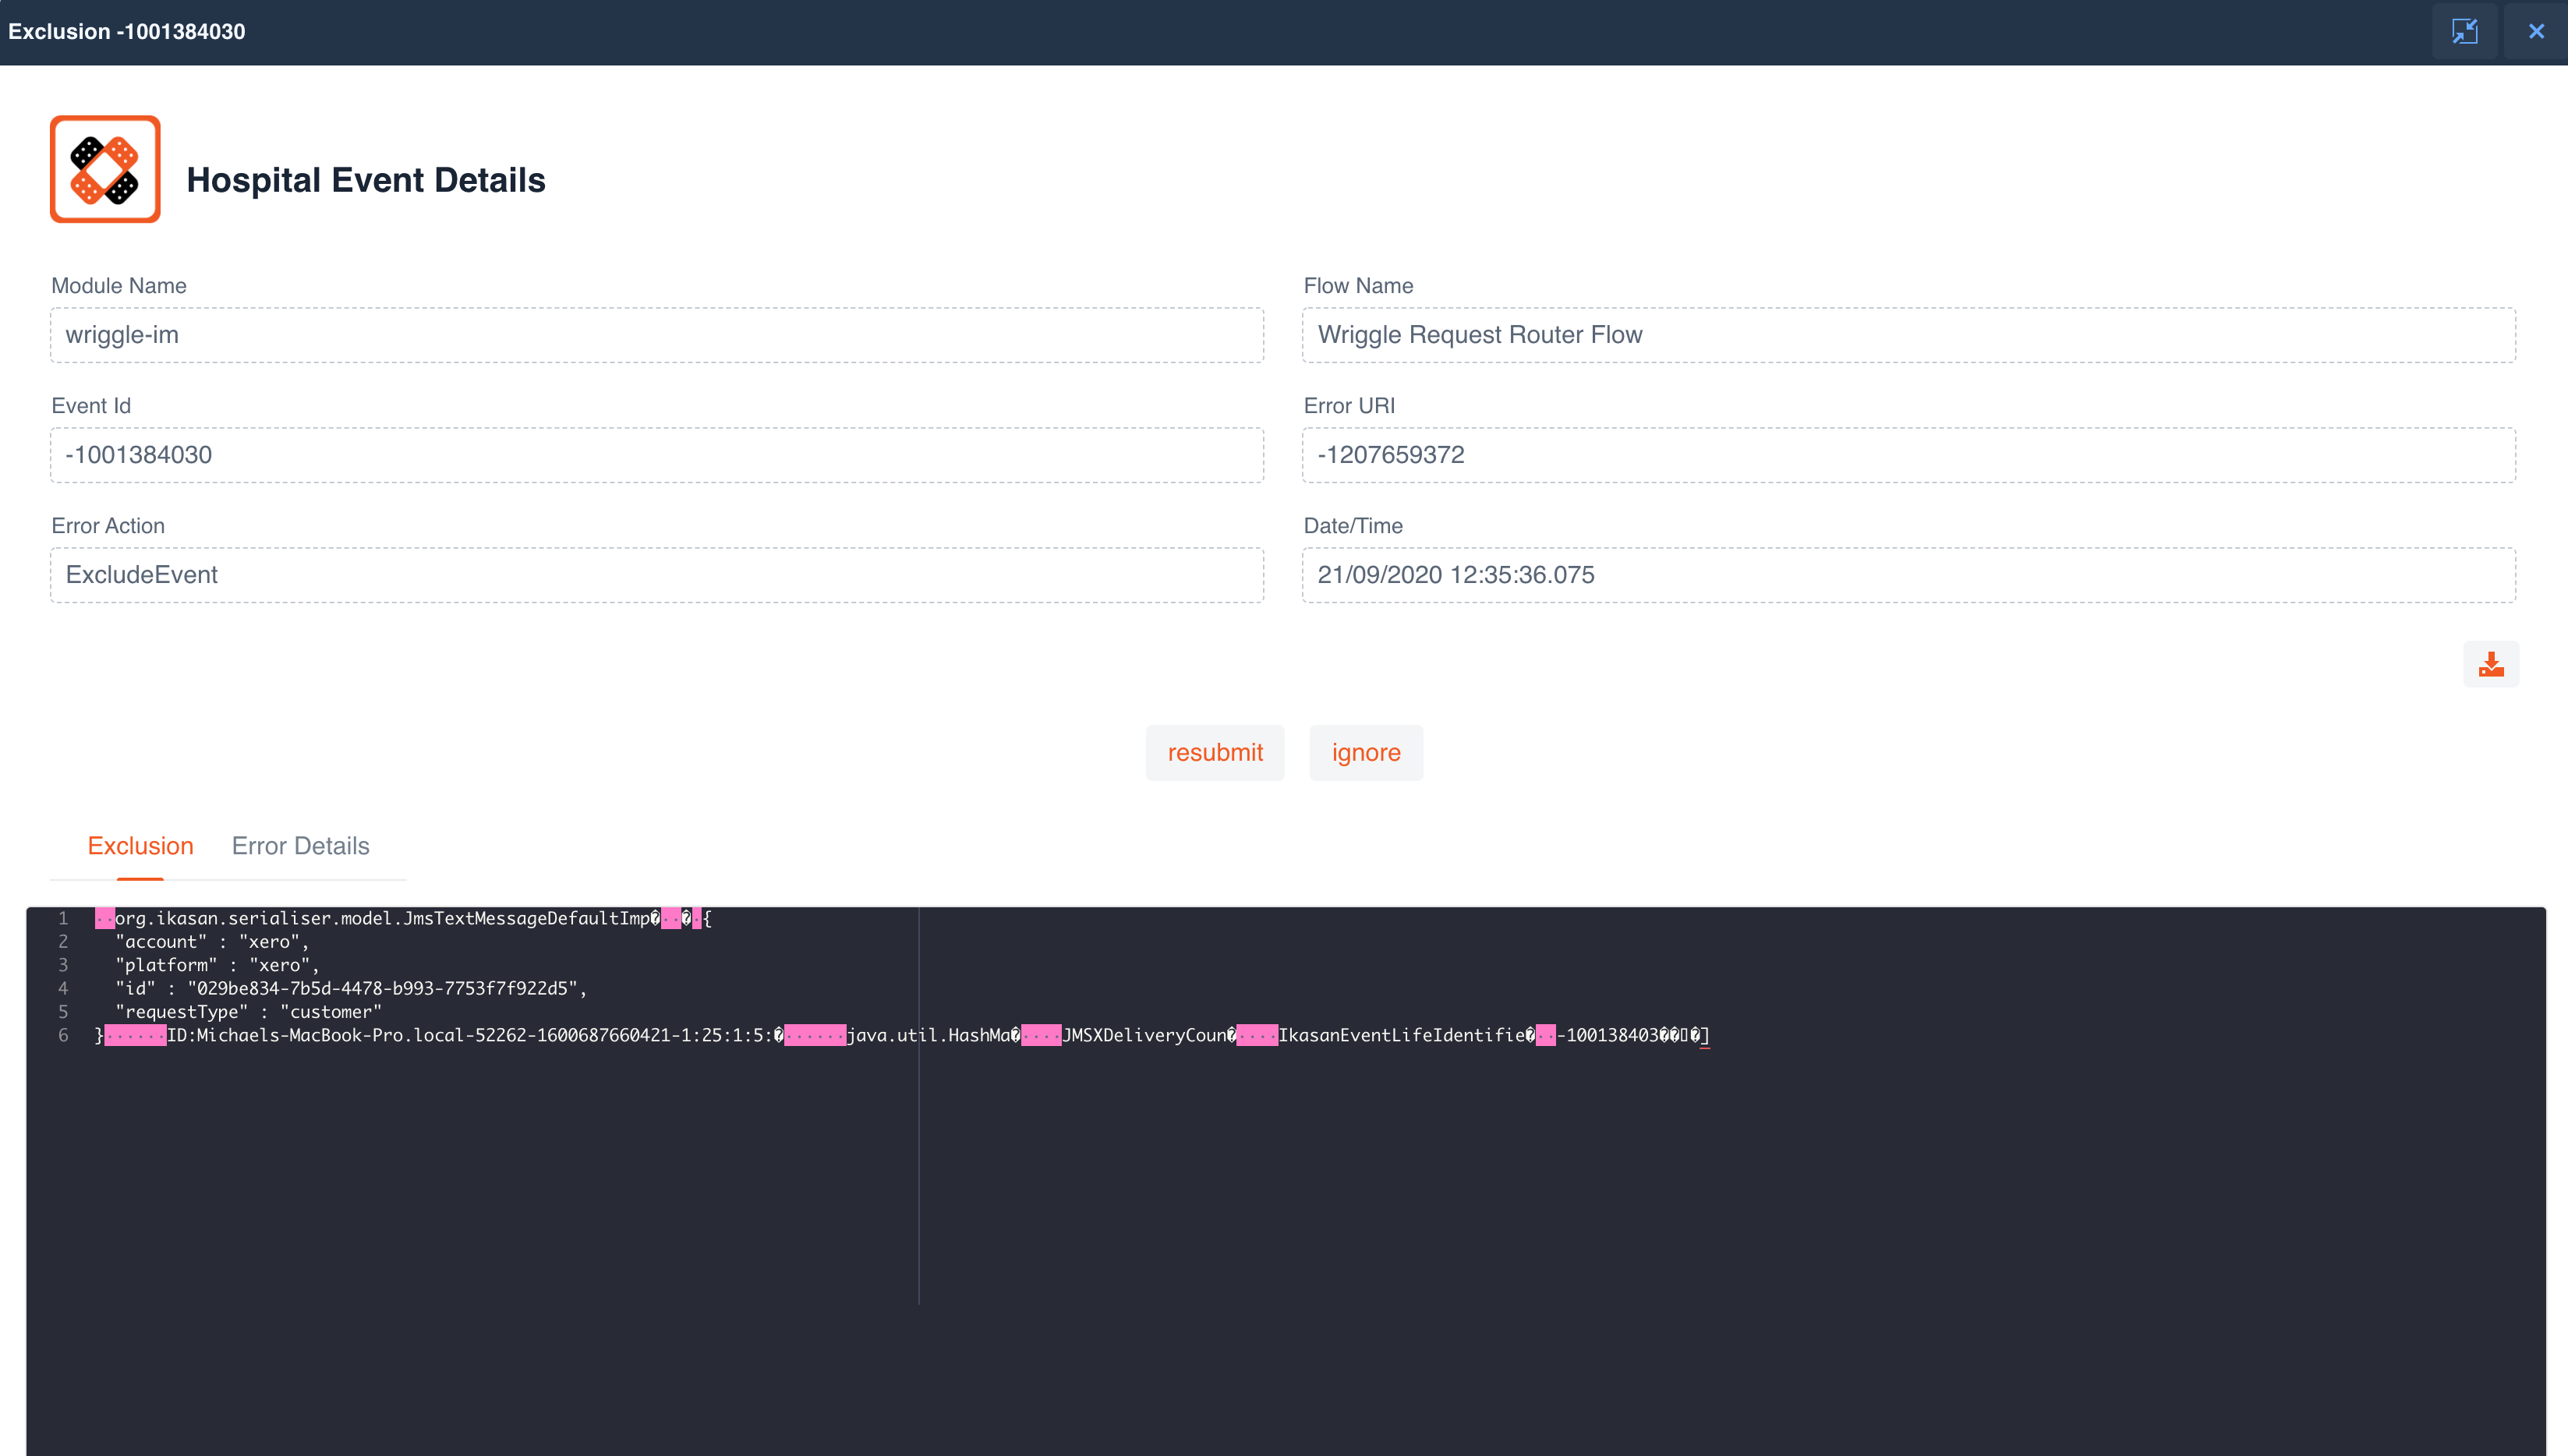 Exclusion -1001384030
Hospital Event Details
Module Name
wriggle-im
Flow Name
Wriggle Request Router Flow
Event Id
-1001384030
Error URI
-1207659372
Error Action
ExcludeEvent
Date/Time
21/09/2020 12:35:36.075
resubmit
ignore
Exclusion
Error Details
1 ··org.ikasan.serialiser.model.JmsTextMessageDefaultImp�··�·{
2 "account" : "xero",
3 "platform" : "xero",
4 "id" : "029be834-7b5d-4478-b993-7753f7f922d5",
5 "requestType" : "customer"
6 }······ID:Michaels-MacBook-Pro.local-52262-1600687660421-1:25:1:5:�······java.util.HashMa�····JMSXDeliveryCoun�····IkasanEventLifeIdentifie�··-100138403��▯�]